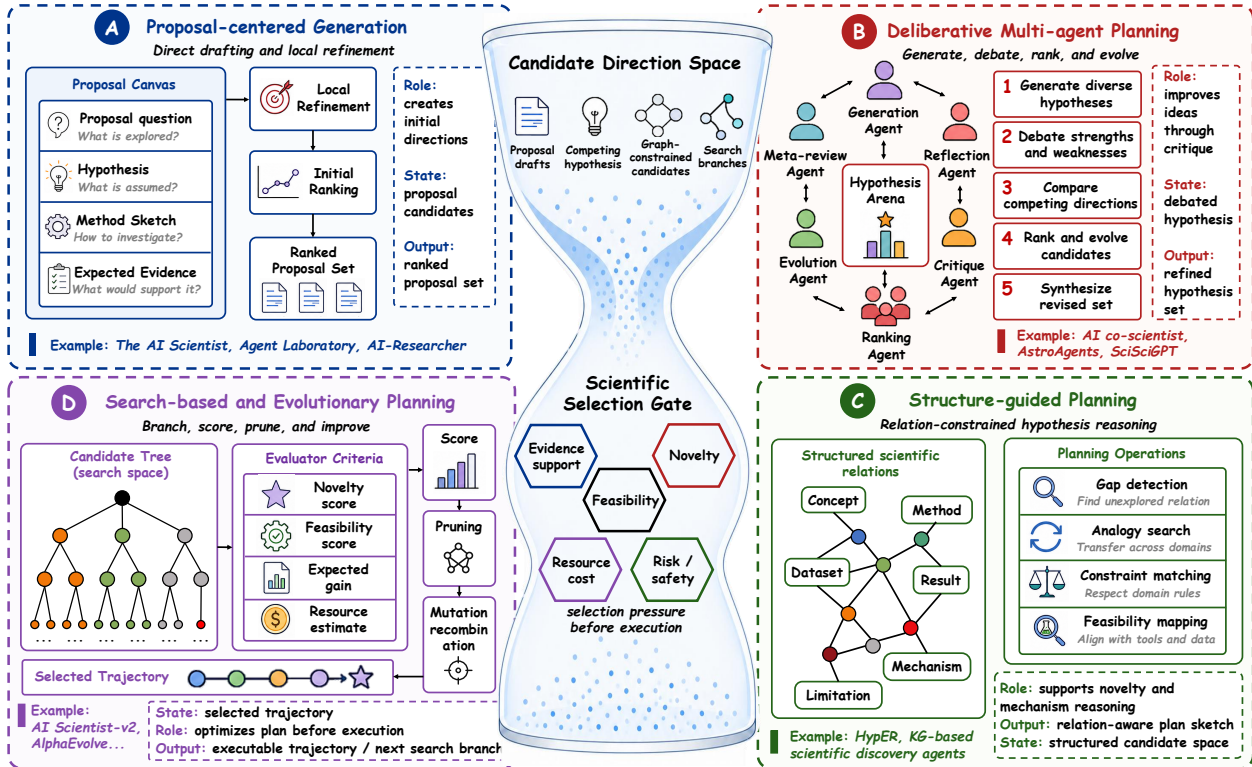 A
Proposal-centered Generation
Direct drafting and local refinement
Proposal Canvas
Proposal question
What is explored?
Hypothesis
What is assumed?
Method Sketch
How to investigate?
Expected Evidence
What would support it?
Local
Refinement
Initial
Ranking
Ranked
Proposal Set
Role:
creates
initial
directions
State:
proposal
candidates
Output:
ranked
proposal set
Example: The AI Scientist, Agent Laboratory, AI-Researcher
Candidate Direction Space
Proposal
drafts
Competing
hypothesis
Graph-
constrained
candidates
Search
branches
Scientific
Selection Gate
Evidence
support
Novelty
Feasibility
Resource
cost
Risk /
safety
selection pressure
before execution
B
Deliberative Multi-agent Planning
Generate, debate, rank, and evolve
Generation
Agent
Meta-review
Agent
Reflection
Agent
Hypothesis
Arena
Evolution
Agent
Critique
Agent
Ranking
Agent
1 Generate diverse
hypotheses
2 Debate strengths
and weaknesses
3 Compare
competing directions
4 Rank and evolve
candidates
5 Synthesize
revised set
Role:
improves
ideas
through
critique
State:
debated
hypothesis
Output:
refined
hypothesis
set
Example: AI co-scientist,
AstroAgents, SciSciGPT
D
Search-based and Evolutionary Planning
Branch, score, prune, and improve
Candidate Tree
(search space)
... ... ... ...
Evaluator Criteria
Novelty
score
Feasibility
score
Expected
gain
Resource
estimate
$
Score
Pruning
Mutation
recombin
ation
Selected Trajectory
Example:
AI Scientist-v2,
AlphaEvolve...
State: selected trajectory
Role: optimizes plan before execution
Output: executable trajectory / next search branch
C
Structure-guided Planning
Relation-constrained hypothesis reasoning
Structured scientific
relations
Concept
Method
Dataset
Result
Mechanism
Limitation
Planning Operations
Gap detection
Find unexplored relation
Analogy search
Transfer across domains
Constraint matching
Respect domain rules
Feasibility mapping
Align with tools and data
Role: supports novelty and
mechanism reasoning
Output: relation-aware plan sketch
State: structured candidate space
Example: HypER, KG-based
scientific discovery agents